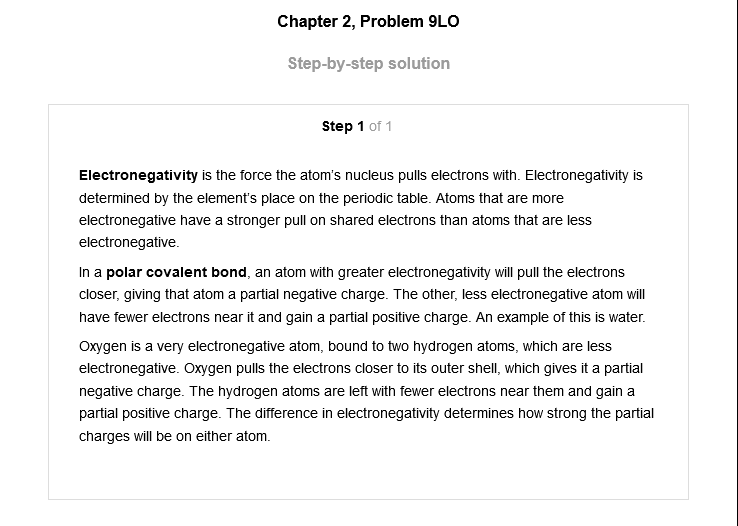 Chapter 2, Problem 9LO
Step-by-step solution
Step 1 of 1
Electronegativity is the force the atom's nucleus pulls electrons with. Electronegativity is
determined by the element's place on the periodic table. Atoms that are more
electronegative have a stronger pull on shared electrons than atoms that are less
electronegative.
In a polar covalent bond, an atom with greater electronegativity will pull the electrons
closer, giving that atom a partial negative charge. The other, less electronegative atom will
have fewer electrons near it and gain a partial positive charge. An example of this is water.
Oxygen is a very electronegative atom, bound to two hydrogen atoms, which are less
electronegative. Oxygen pulls the electrons closer to its outer shell, which gives it a partial
negative charge. The hydrogen atoms are left with fewer electrons near them and gain a
partial positive charge. The difference in electronegativity determines how strong the partial
charges will be on either atom.